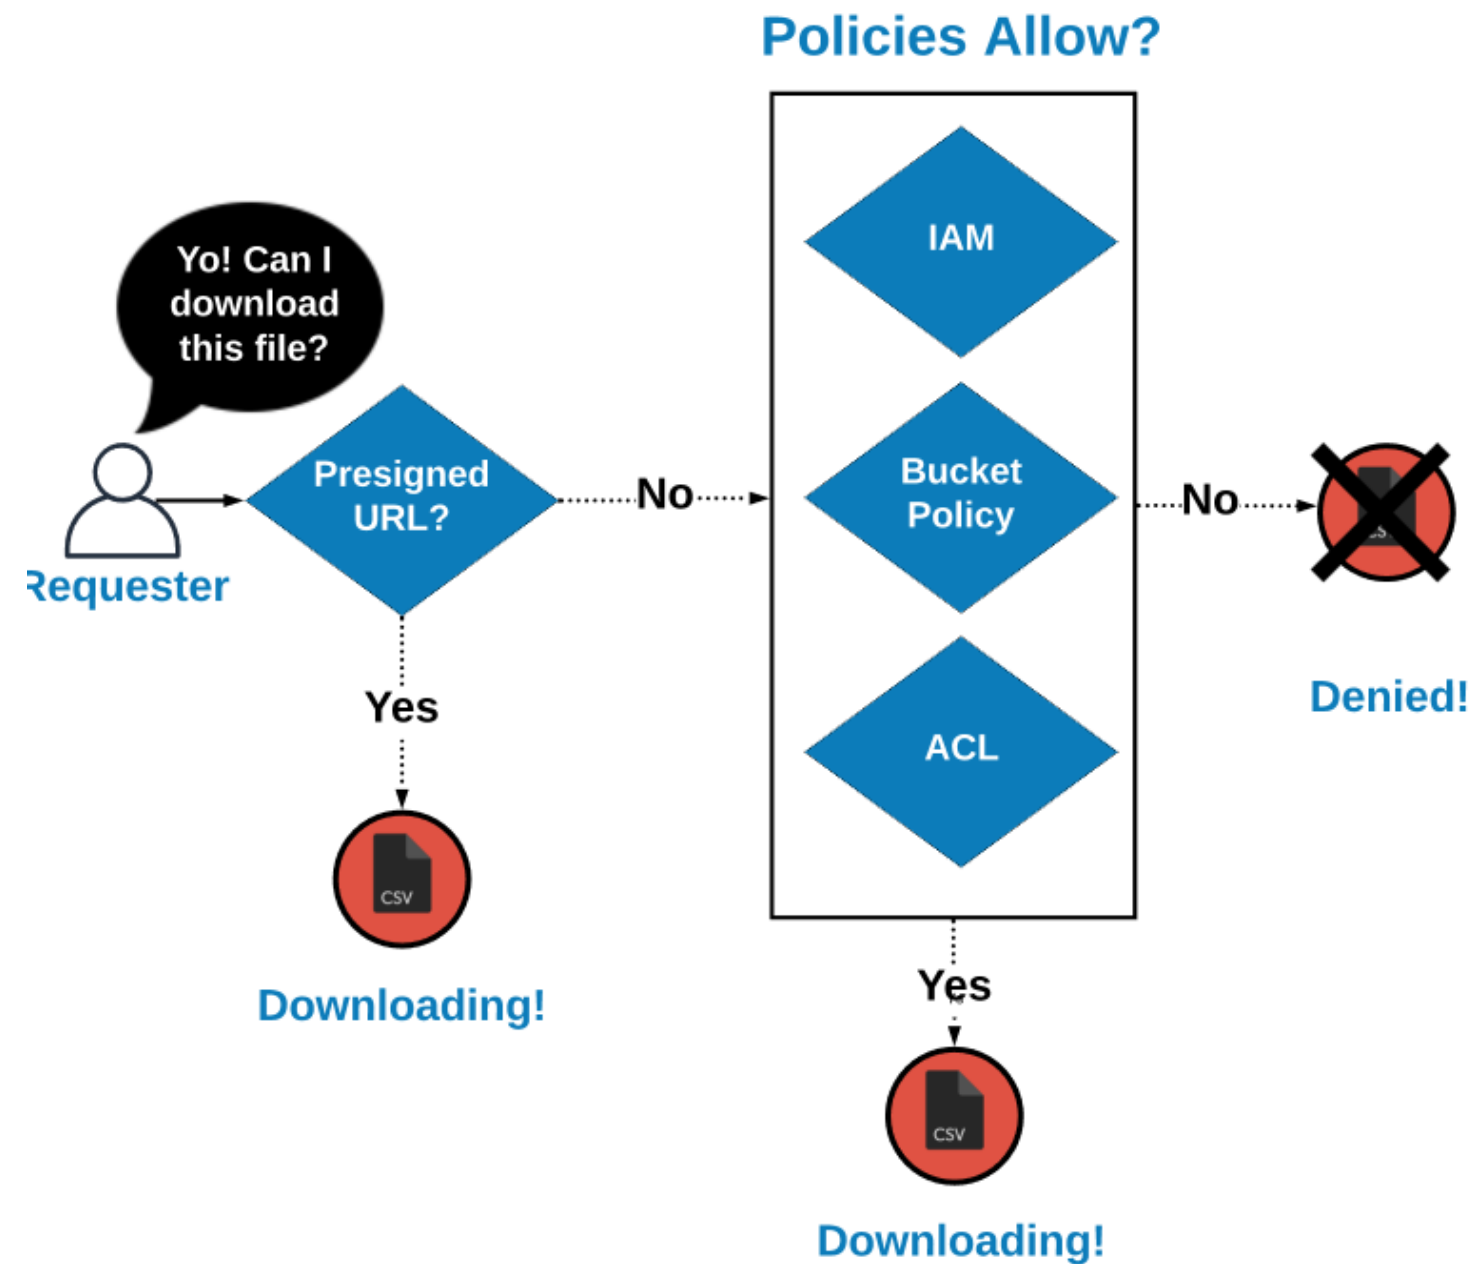 Policies Allow?
Yo! Can I
download
this file?
Requester
Presigned
URL?
No
Yes
CSV
Downloading!
IAM
Bucket
Policy
ACL
No
Denied!
Yes
CSV
Downloading!